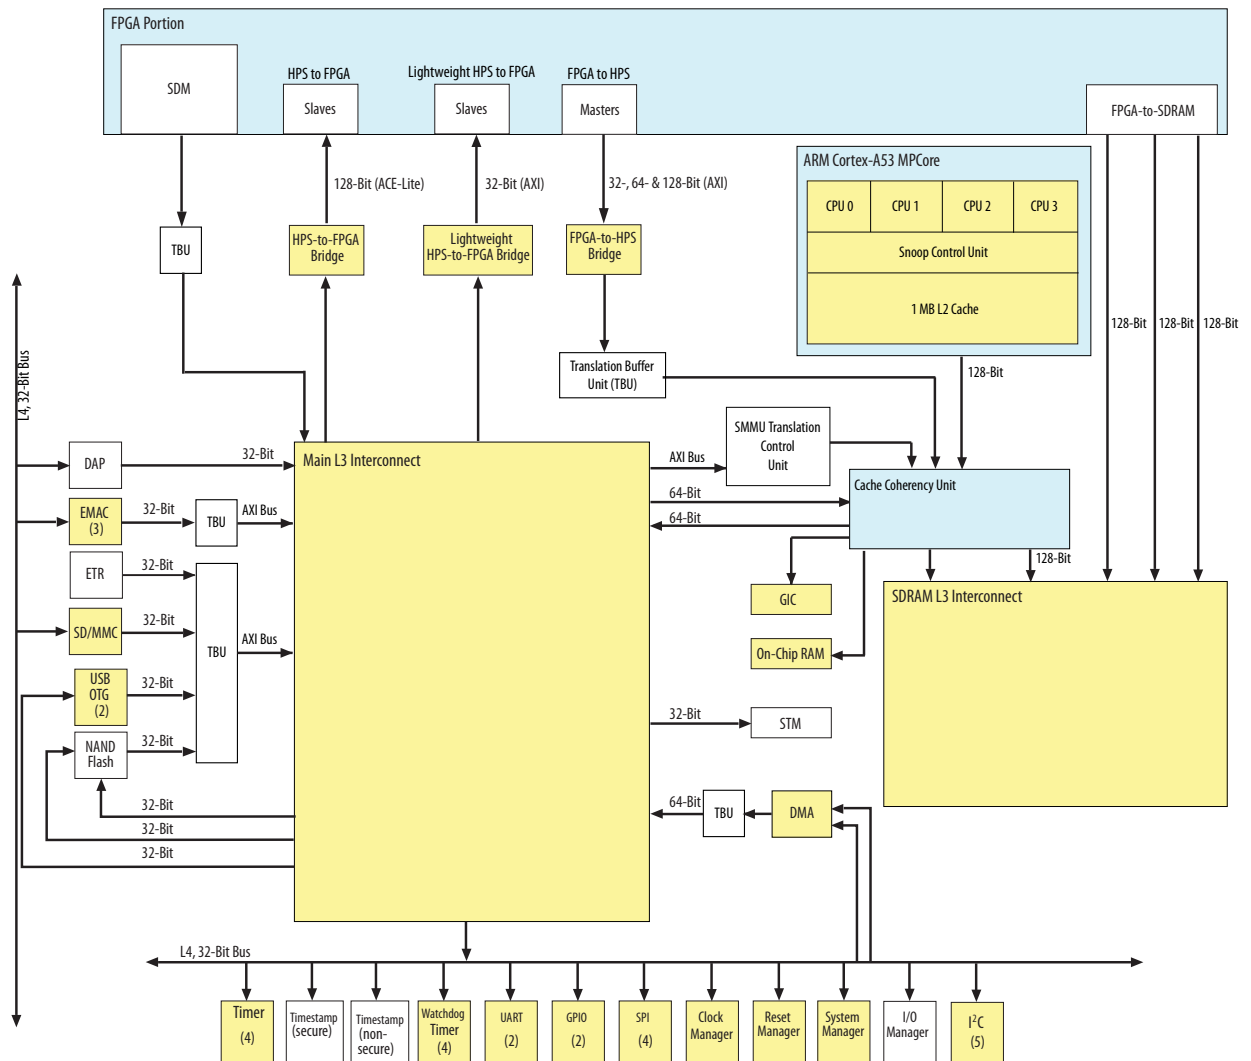 FPGA Portion
SDM
HPS to FPGA
Slaves
Lightweight HPS to FPGA
Slaves
FPGA to HPS
Masters
FPGA-to-SDRAM
128-Bit (ACE-Lite)
32-Bit (AXI)
32-, 64- & 128-Bit (AXI)
ARM Cortex-A53 MPCore
CPU 0
CPU 1
CPU 2
CPU 3
Snoop Control Unit
1 MB L2 Cache
TBU
HPS-to-FPGA
Bridge
Lightweight
HPS-to-FPGA Bridge
FPGA-to-HPS
Bridge
128-Bit
128-Bit
128-Bit
L4, 32-Bit Bus
Translation Buffer
Unit (TBU)
128-Bit
SMMU Translation
Control
Unit
DAP
32-Bit
Main L3 Interconnect
AXI Bus
Cache Coherency Unit
64-Bit
64-Bit
EMAC
(3)
32-Bit
TBU
AXI Bus
128-Bit
ETR
32-Bit
GIC
SDRAM L3 Interconnect
SD/MMC
32-Bit
TBU
AXI Bus
On-Chip RAM
USB
OTG
(2)
32-Bit
32-Bit
STM
NAND
Flash
32-Bit
32-Bit
32-Bit
32-Bit
64-Bit
TBU
DMA
L4, 32-Bit Bus
Timer
(4)
Timestamp
(secure)
Timestamp
(non-
secure)
Watchdog
Timer
(4)
UART
(2)
GPIO
(2)
SPI
(4)
Clock
Manager
Reset
Manager
System
Manager
I/O
Manager
I²C
(5)